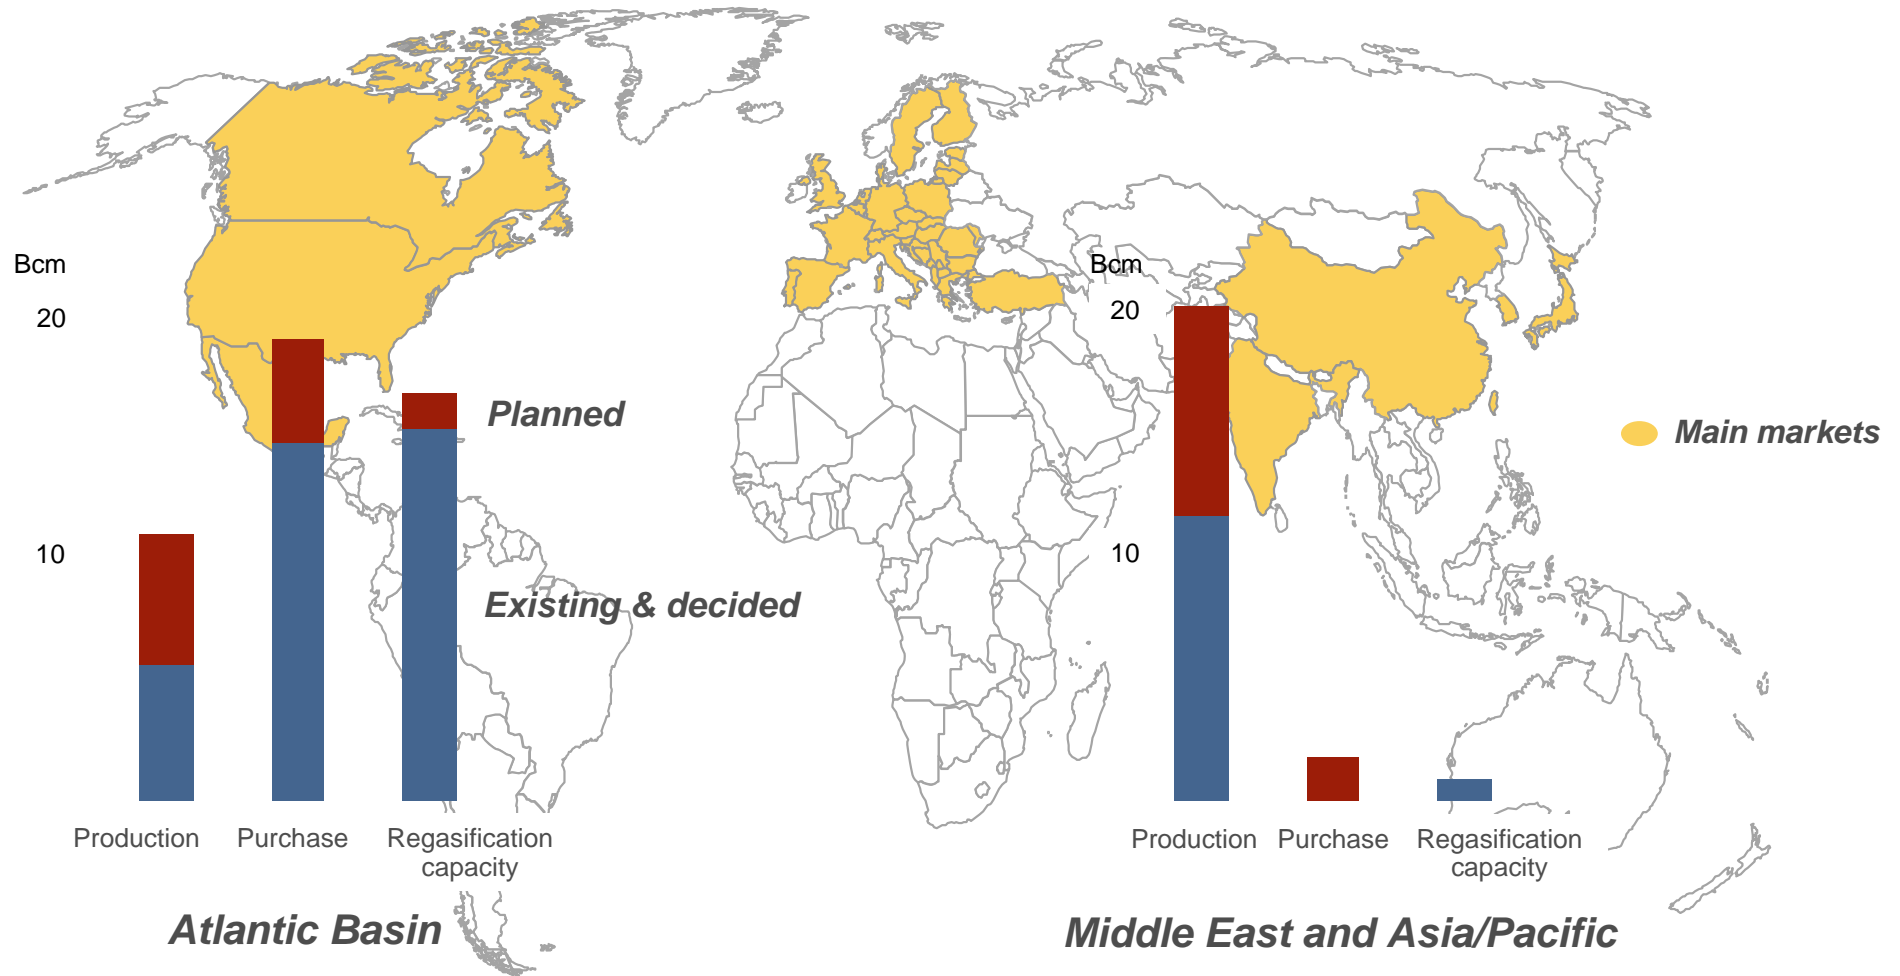 Bcm
20
10
Planned
Existing & decided
Production
Purchase
Regasification
capacity
Atlantic Basin
Bcm
20
10
Main markets
Production
Purchase
Regasification
capacity
Middle East and Asia/Pacific